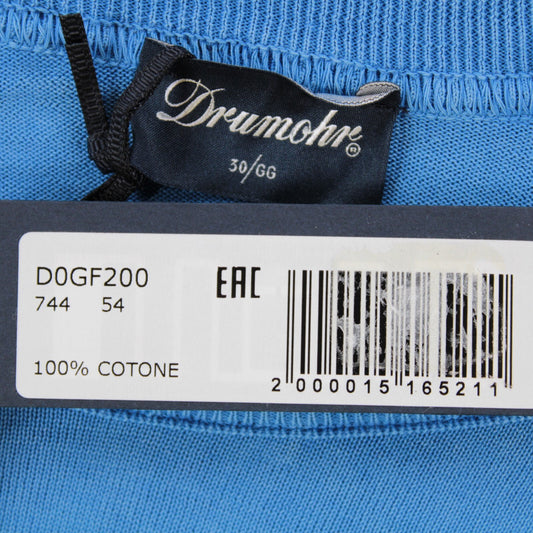 Drumohr®
30/GG
D0GF200
744 54
EAC
100% COTONE
2 000015 165211